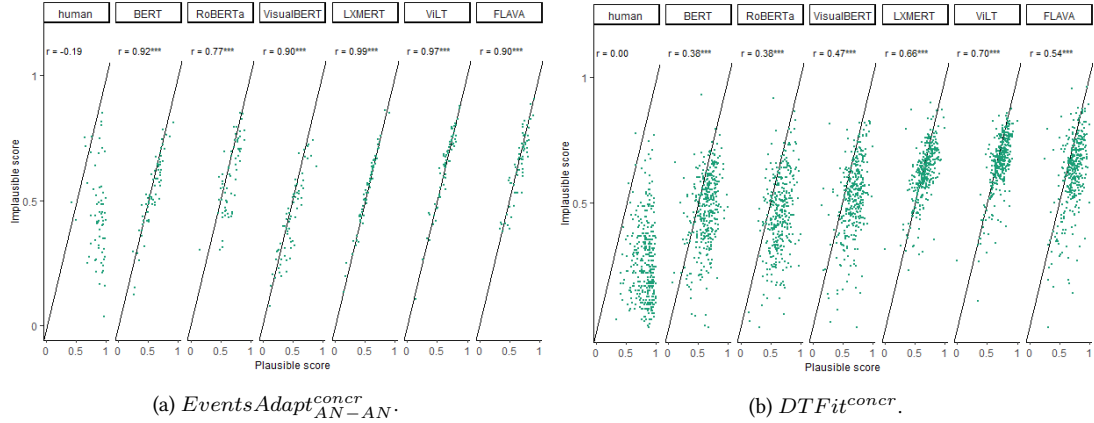 human BERT RoBERTa VisualBERT LXMERT ViLT FLAVA
r = -0.19 r = 0.92*** r = 0.77*** r = 0.90*** r = 0.99*** r = 0.97*** r = 0.90***
1
0.5
0
Implausible score
0 0.5 1 0 0.5 1 0 0.5 1 0 0.5 1 0 0.5 1 0 0.5 1 0 0.5 1
Plausible score
(a) EventsAdapt^{concr}_{AN−AN}.
human BERT RoBERTa VisualBERT LXMERT ViLT FLAVA
r = 0.00 r = 0.38*** r = 0.38*** r = 0.47*** r = 0.66*** r = 0.70*** r = 0.54***
1
0.5
Implausible score
0 0.5 1 0 0.5 1 0 0.5 1 0 0.5 1 0 0.5 1 0 0.5 1 0 0.5 1
Plausible score
(b) DTFit^{concr}.